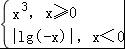 x³, x≥0
|lg(-x)|, x<0